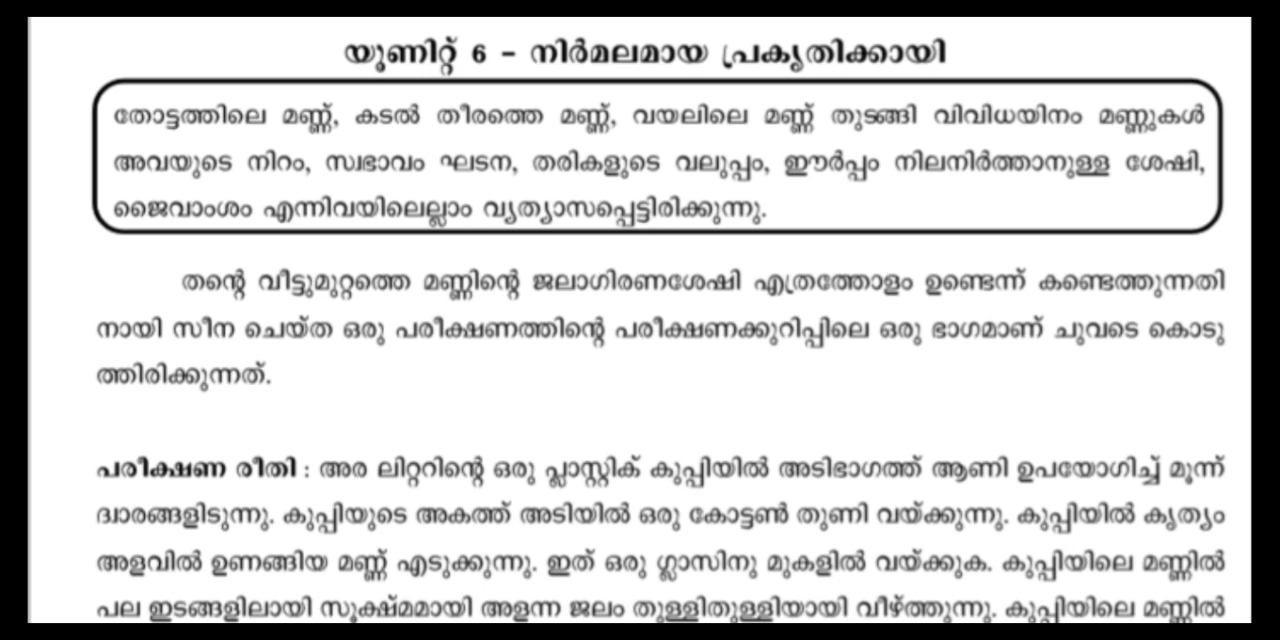 യൂണിറ്റ് 6 – നിർമലമായ പ്രകൃതിക്കായി
തോട്ടത്തിലെ മണ്ണ്, കടൽ തീരത്തെ മണ്ണ്, വയലിലെ മണ്ണ് തുടങ്ങി വിവിധയിനം മണ്ണുകൾ
അവയുടെ നിറം, സ്വഭാവം ഘടന, തരികളുടെ വലുപ്പം, ഈർപ്പം നിലനിർത്താനുള്ള ശേഷി,
ജൈവാംശം എന്നിവയിലെല്ലാം വ്യത്യാസപ്പെട്ടിരിക്കുന്നു.
തന്റെ വീട്ടുമുറ്റത്തെ മണ്ണിന്റെ ജലാഗിരണശേഷി എത്രത്തോളം ഉണ്ടെന്ന് കണ്ടെത്തുന്നതി
നായി സീന ചെയ്ത ഒരു പരീക്ഷണത്തിന്റെ പരീക്ഷണക്കുറിപ്പിലെ ഒരു ഭാഗമാണ് ചുവടെ കൊടു
ത്തിരിക്കുന്നത്.
പരീക്ഷണ രീതി : അര ലിറ്ററിന്റെ ഒരു പ്ലാസ്റ്റിക് കുപ്പിയിൽ അടിഭാഗത്ത് ആണി ഉപയോഗിച്ച് മൂന്ന്
ദ്വാരങ്ങളിടുന്നു. കുപ്പിയുടെ അകത്ത് അടിയിൽ ഒരു കോട്ടൺ തുണി വയ്ക്കുന്നു. കുപ്പിയിൽ കൃത്യം
അളവിൽ ഉണങ്ങിയ മണ്ണ് എടുക്കുന്നു. ഇത് ഒരു ഗ്ലാസിനു മുകളിൽ വയ്ക്കുക. കുപ്പിയിലെ മണ്ണിൽ
പല ഇടങ്ങളിലായി സൂക്ഷ്മമായി അളന്ന ജലം തുള്ളിതുള്ളിയായി വീഴ്ത്തുന്നു. കുപ്പിയിലെ മണ്ണിൽ